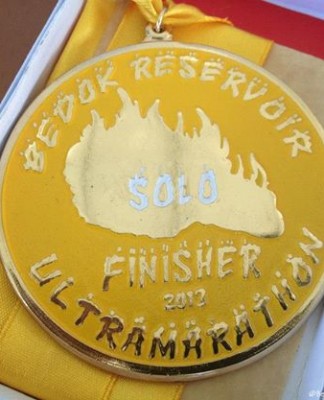 BEDOK RESERVOIR
SOLO
FINISHER
2012
ULTRAMARATHON